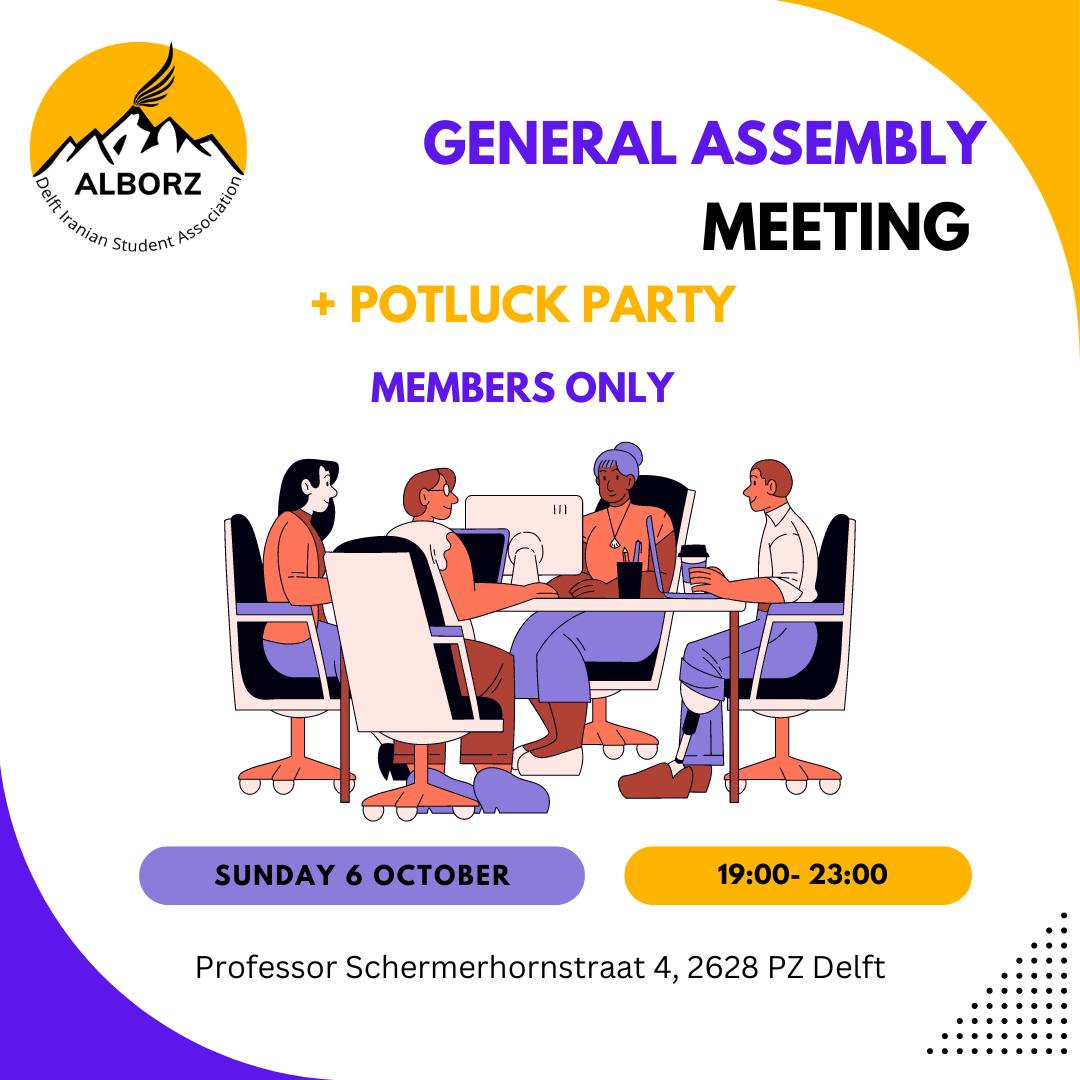 ALBORZ
Delft Iranian Student Association
GENERAL ASSEMBLY
MEETING
+ POTLUCK PARTY
MEMBERS ONLY
SUNDAY 6 OCTOBER
19:00- 23:00
Professor Schermerhornstraat 4, 2628 PZ Delft